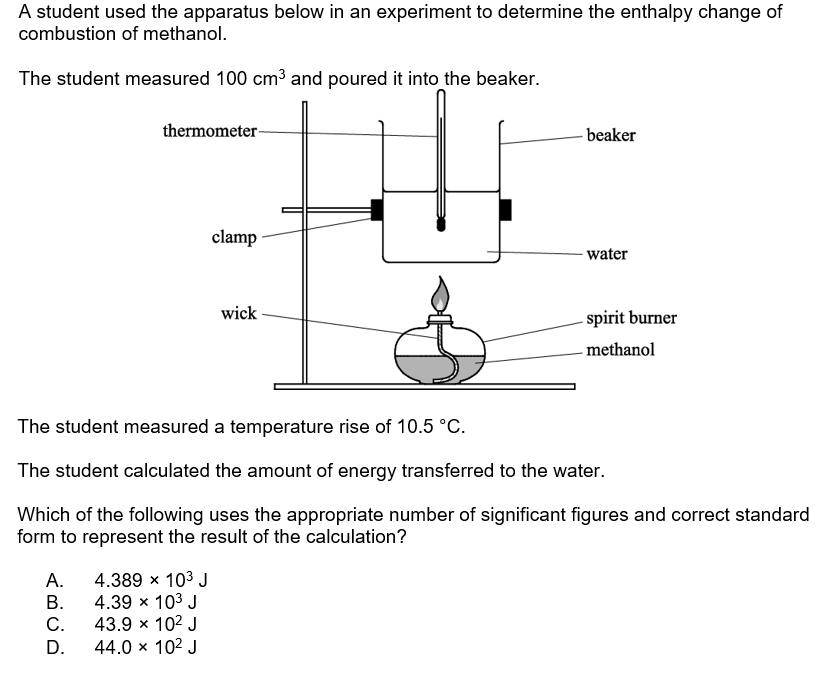 A student used the apparatus below in an experiment to determine the enthalpy change of
combustion of methanol.
The student measured 100 cm³ and poured it into the beaker.
thermometer
beaker
clamp
water
wick
spirit burner
methanol
The student measured a temperature rise of 10.5 °C.
The student calculated the amount of energy transferred to the water.
Which of the following uses the appropriate number of significant figures and correct standard
form to represent the result of the calculation?
A. 4.389 × 10³ J
B. 4.39 × 10³ J
C. 43.9 × 10² J
D. 44.0 × 10² J